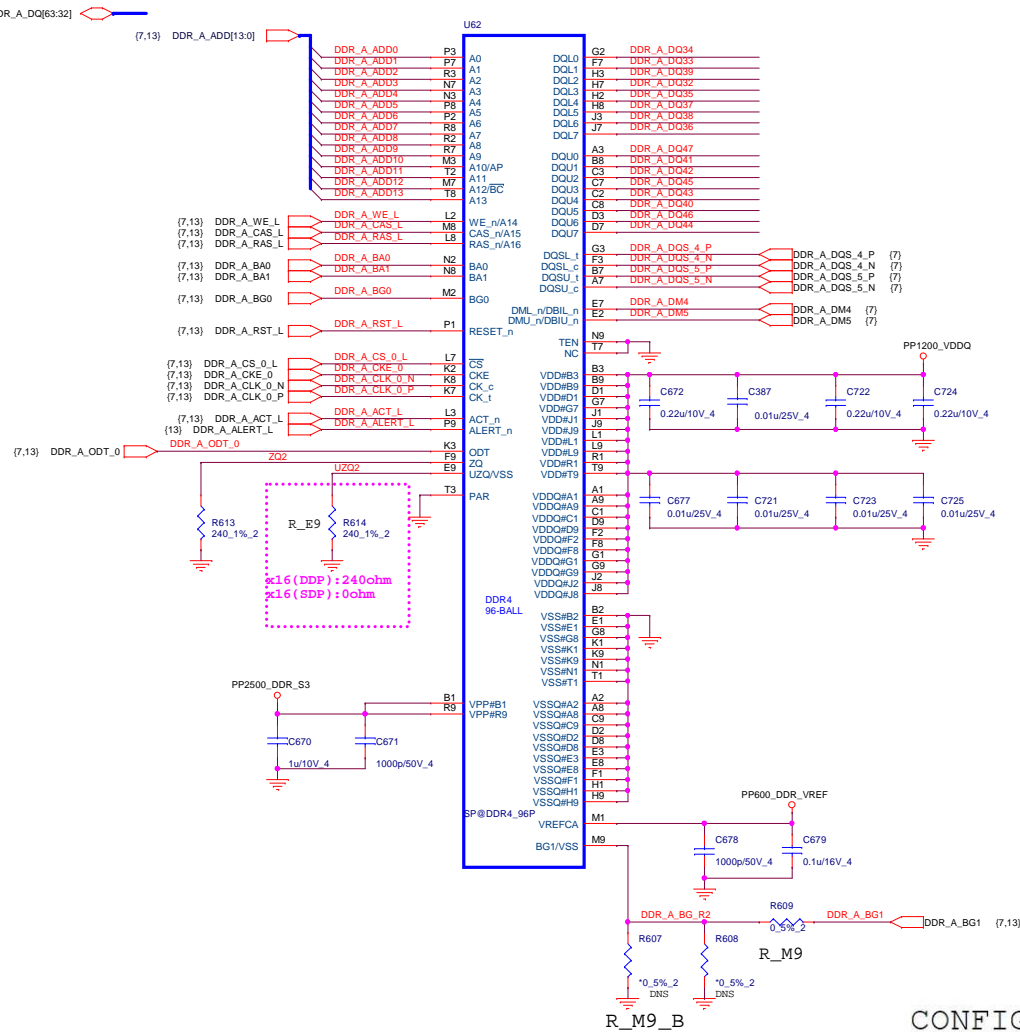 DDR_A_DQ[63:32]
{7,13} DDR_A_ADD[13:0]
U62
DDR_A_ADD0 P3 A0
DDR_A_ADD1 P7 A1
DDR_A_ADD2 R3 A2
DDR_A_ADD3 N7 A3
DDR_A_ADD4 N3 A4
DDR_A_ADD5 P8 A5
DDR_A_ADD6 P2 A6
DDR_A_ADD7 R8 A7
DDR_A_ADD8 R2 A8
DDR_A_ADD9 R7 A9
DDR_A_ADD10 M3 A10/AP
DDR_A_ADD11 T2 A11
DDR_A_ADD12 M7 A12/BC
DDR_A_ADD13 T8 A13
{7,13} DDR_A_WE_L DDR_A_WE_L L2 WE_n/A14
{7,13} DDR_A_CAS_L DDR_A_CAS_L M8 CAS_n/A15
{7,13} DDR_A_RAS_L DDR_A_RAS_L L8 RAS_n/A16
{7,13} DDR_A_BA0 DDR_A_BA0 N2 BA0
{7,13} DDR_A_BA1 DDR_A_BA1 N8 BA1
{7,13} DDR_A_BG0 DDR_A_BG0 M2 BG0
{7,13} DDR_A_RST_L DDR_A_RST_L P1 RESET_n
{7,13} DDR_A_CS_0_L DDR_A_CS_0_L L7 CS
{7,13} DDR_A_CKE_0 DDR_A_CKE_0 K2 CKE
{7,13} DDR_A_CLK_0_N DDR_A_CLK_0_N K8 CK_c
{7,13} DDR_A_CLK_0_P DDR_A_CLK_0_P K7 CK_t
{7,13} DDR_A_ACT_L DDR_A_ACT_L L3 ACT_n
{13} DDR_A_ALERT_L DDR_A_ALERT_L P9 ALERT_n
{7,13} DDR_A_ODT_0 DDR_A_ODT_0 K3 ODT
ZQ2 F9 ZQ
UZQ2 E9 UZQ/VSS
T3 PAR
R613
240_1%_2
R_E9
R614
240_1%_2
x16(DDP):240ohm
x16(SDP):0ohm
DDR4
96-BALL
PP2500_DDR_S3
B1 VPP#B1
R9 VPP#R9
C670
1u/10V_4
C671
1000p/50V_4
SP@DDR4_96P
DQL0 G2 DDR_A_DQ34
DQL1 F7 DDR_A_DQ33
DQL2 H3 DDR_A_DQ39
DQL3 H7 DDR_A_DQ32
DQL4 H2 DDR_A_DQ35
DQL5 H8 DDR_A_DQ37
DQL6 J3 DDR_A_DQ38
DQL7 J7 DDR_A_DQ36
DQU0 A3 DDR_A_DQ47
DQU1 B8 DDR_A_DQ41
DQU2 C3 DDR_A_DQ42
DQU3 C7 DDR_A_DQ45
DQU4 C2 DDR_A_DQ43
DQU5 C8 DDR_A_DQ40
DQU6 D3 DDR_A_DQ46
DQU7 D7 DDR_A_DQ44
DQSL_t G3 DDR_A_DQS_4_P DDR_A_DQS_4_P {7}
DQSL_c F3 DDR_A_DQS_4_N DDR_A_DQS_4_N {7}
DQSU_t B7 DDR_A_DQS_5_P DDR_A_DQS_5_P {7}
DQSU_c A7 DDR_A_DQS_5_N DDR_A_DQS_5_N {7}
DML_n/DBIL_n E7 DDR_A_DM4 DDR_A_DM4 {7}
DMU_n/DBIU_n E2 DDR_A_DM5 DDR_A_DM5 {7}
TEN N9
NC T7
PP1200_VDDQ
VDD#B3 B3
VDD#B9 B9
VDD#D1 D1
VDD#G7 G7
VDD#J1 J1
VDD#J9 J9
VDD#L1 L1
VDD#L9 L9
VDD#R1 R1
VDD#T9 T9
C672
0.22u/10V_4
C387
0.01u/25V_4
C722
0.22u/10V_4
C724
0.22u/10V_4
VDDQ#A1 A1
VDDQ#A9 A9
VDDQ#C1 C1
VDDQ#D9 D9
VDDQ#F2 F2
VDDQ#F8 F8
VDDQ#G1 G1
VDDQ#G9 G9
VDDQ#J2 J2
VDDQ#J8 J8
C677
0.01u/25V_4
C721
0.01u/25V_4
C723
0.01u/25V_4
C725
0.01u/25V_4
VSS#B2 B2
VSS#E1 E1
VSS#G8 G8
VSS#K1 K1
VSS#K9 K9
VSS#N1 N1
VSS#T1 T1
VSSQ#A2 A2
VSSQ#A8 A8
VSSQ#C9 C9
VSSQ#D2 D2
VSSQ#D8 D8
VSSQ#E3 E3
VSSQ#E8 E8
VSSQ#F1 F1
VSSQ#H1 H1
VSSQ#H9 H9
PP600_DDR_VREF
VREFCA M1
BG1/VSS M9
C678
1000p/50V_4
C679
0.1u/16V_4
DDR_A_BG_R2
R609
0_5%_2
DDR_A_BG1
DDR_A_BG1 {7,13}
R_M9
R607
*0_5%_2
DNS
R608
*0_5%_2
DNS
R_M9_B
CONFIG